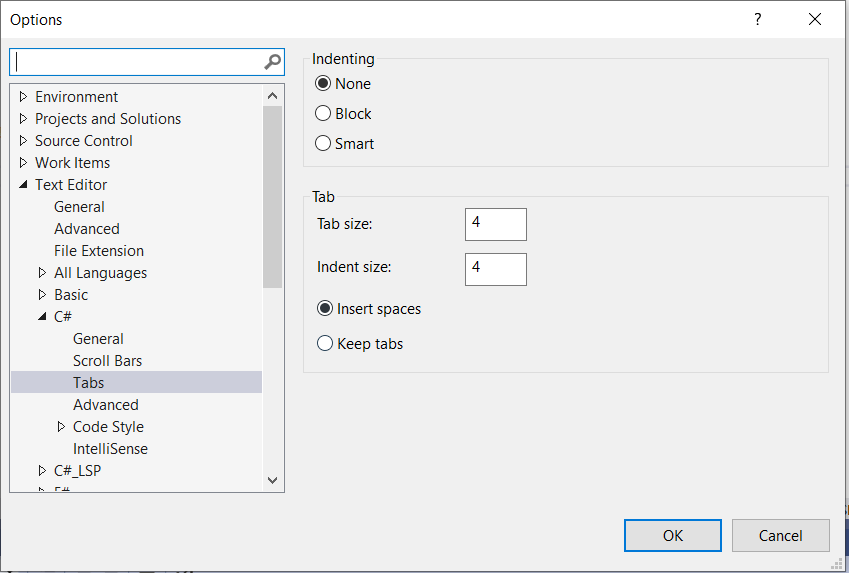 Options
?
Environment
Projects and Solutions
Source Control
Work Items
Text Editor
General
Advanced
File Extension
All Languages
Basic
C#
General
Scroll Bars
Tabs
Advanced
Code Style
IntelliSense
C#_LSP
F#
Indenting
None
Block
Smart
Tab
Tab size:
4
Indent size:
4
Insert spaces
Keep tabs
OK
Cancel